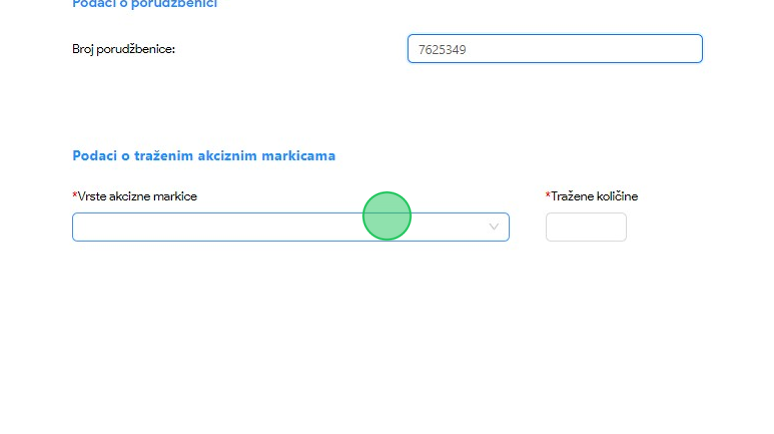 Podaci o porudžbenici
Broj porudžbenice:
7625349
Podaci o traženim akciznim markicama
*Vrste akcizne markice
*Tražene količine